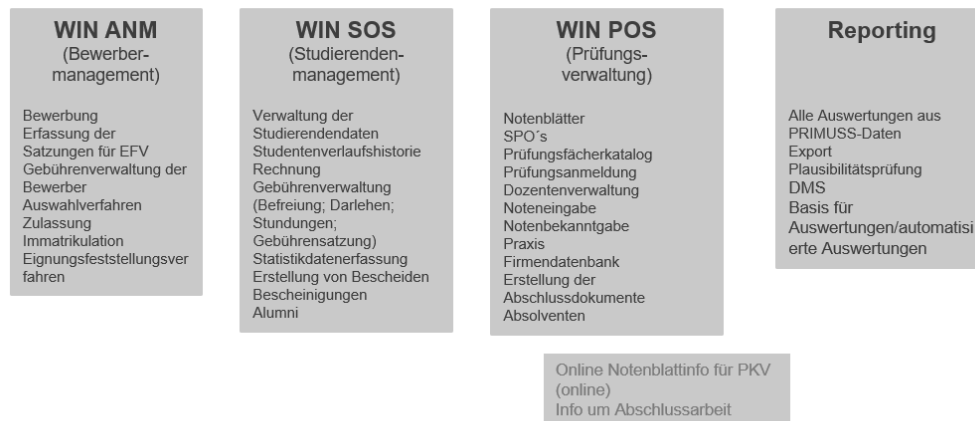 WIN ANM
(Bewerber-
management)
Bewerbung
Erfassung der
Satzungen für EFV
Gebührenverwaltung der
Bewerber
Auswahlverfahren
Zulassung
Immatrikulation
Eignungsfeststellungsver
fahren
WIN SOS
(Studierenden-
management)
Verwaltung der
Studierendendaten
Studentenverlaufshistorie
Rechnung
Gebührenverwaltung
(Befreiung; Darlehen;
Stundungen;
Gebührensatzung)
Statistikdatenerfassung
Erstellung von Bescheiden
Bescheinigungen
Alumni
WIN POS
(Prüfungs-
verwaltung)
Notenblätter
SPO´s
Prüfungsfächerkatalog
Prüfungsanmeldung
Dozentenverwaltung
Noteneingabe
Notenbekanntgabe
Praxis
Firmendatenbank
Erstellung der
Abschlussdokumente
Absolventen
Reporting
Alle Auswertungen aus
PRIMUSS-Daten
Export
Plausibilitätsprüfung
DMS
Basis für
Auswertungen/automatisi
erte Auswertungen
Online Notenblattinfo für PKV
(online)
Info um Abschlussarbeit